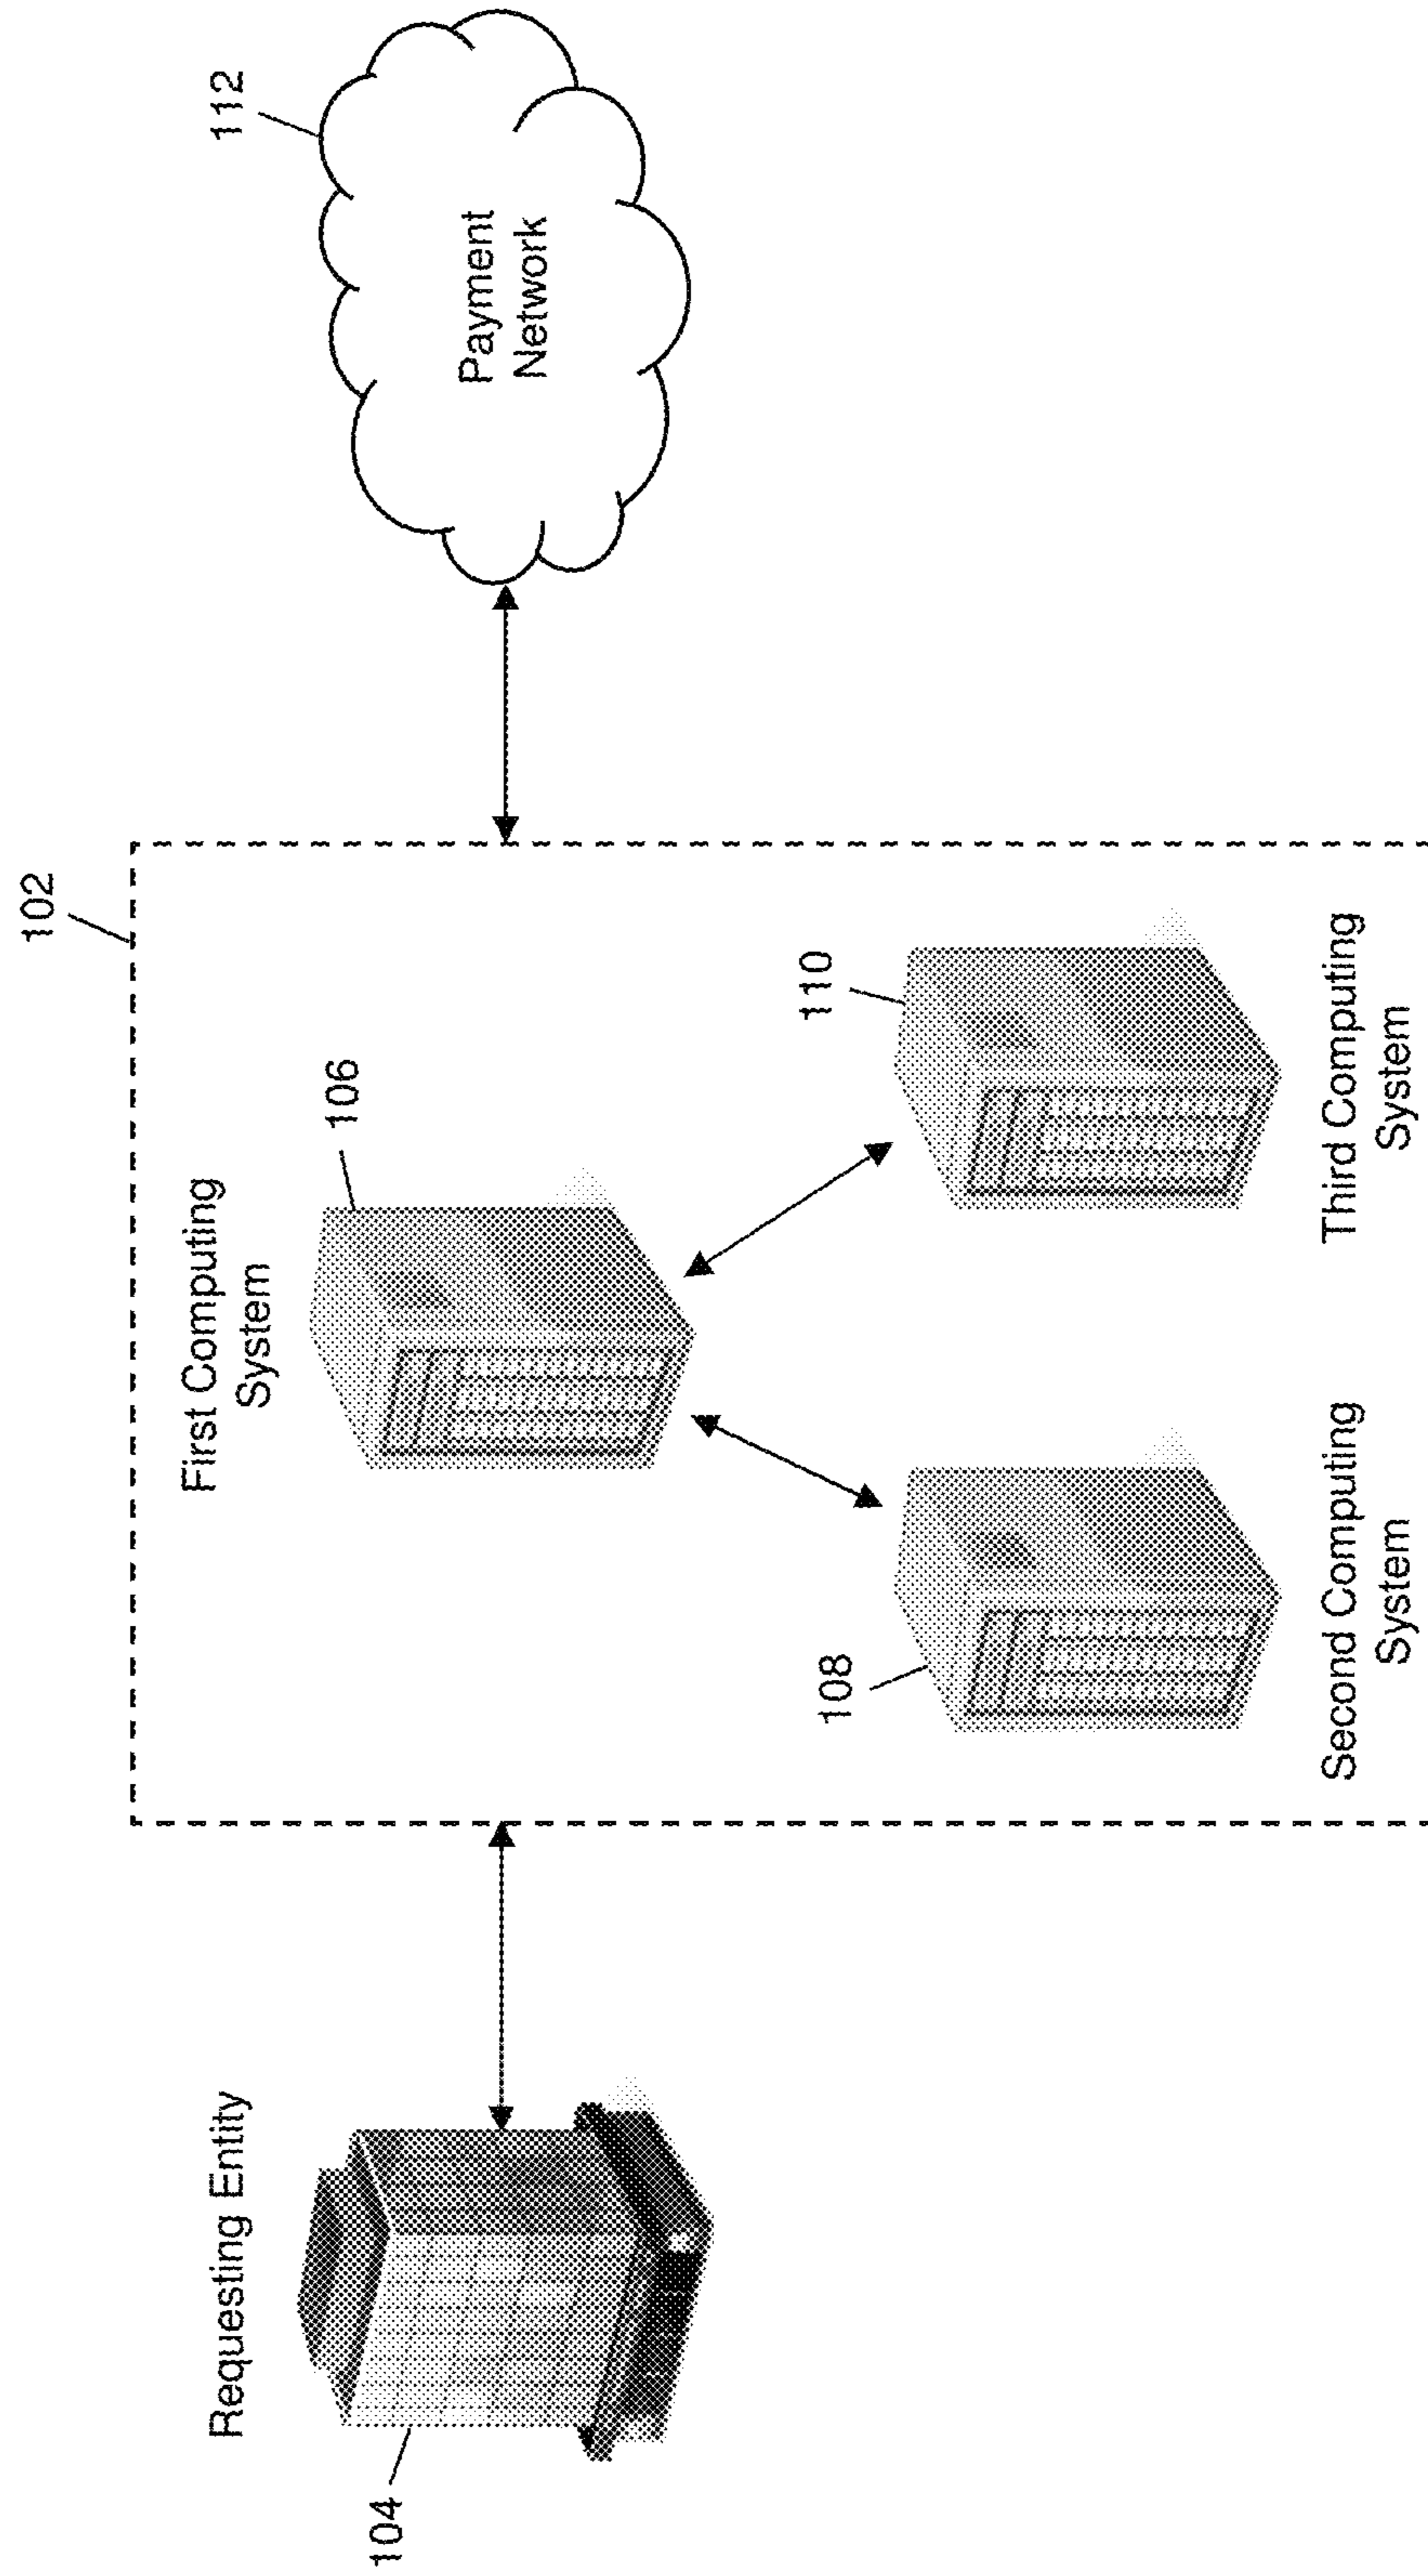 102
112
Requesting Entity
104
First Computing
System
106
Payment
Network
108
110
Second Computing
System
Third Computing
System